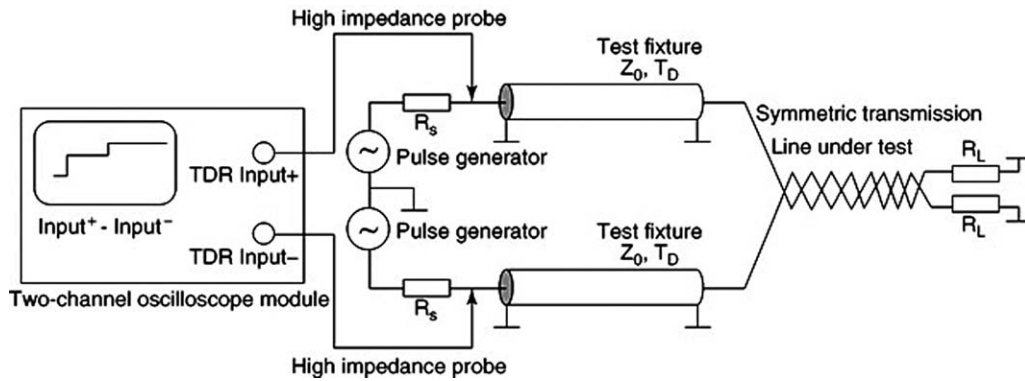 High impedance probe
Test fixture
Z0, TD
Symmetric transmission
Line under test
Rs
RL
TDR Input+
Pulse generator
Input+ - Input−
Pulse generator
RL
TDR Input–
Test fixture
Z0, TD
Two-channel oscilloscope module
Rs
High impedance probe